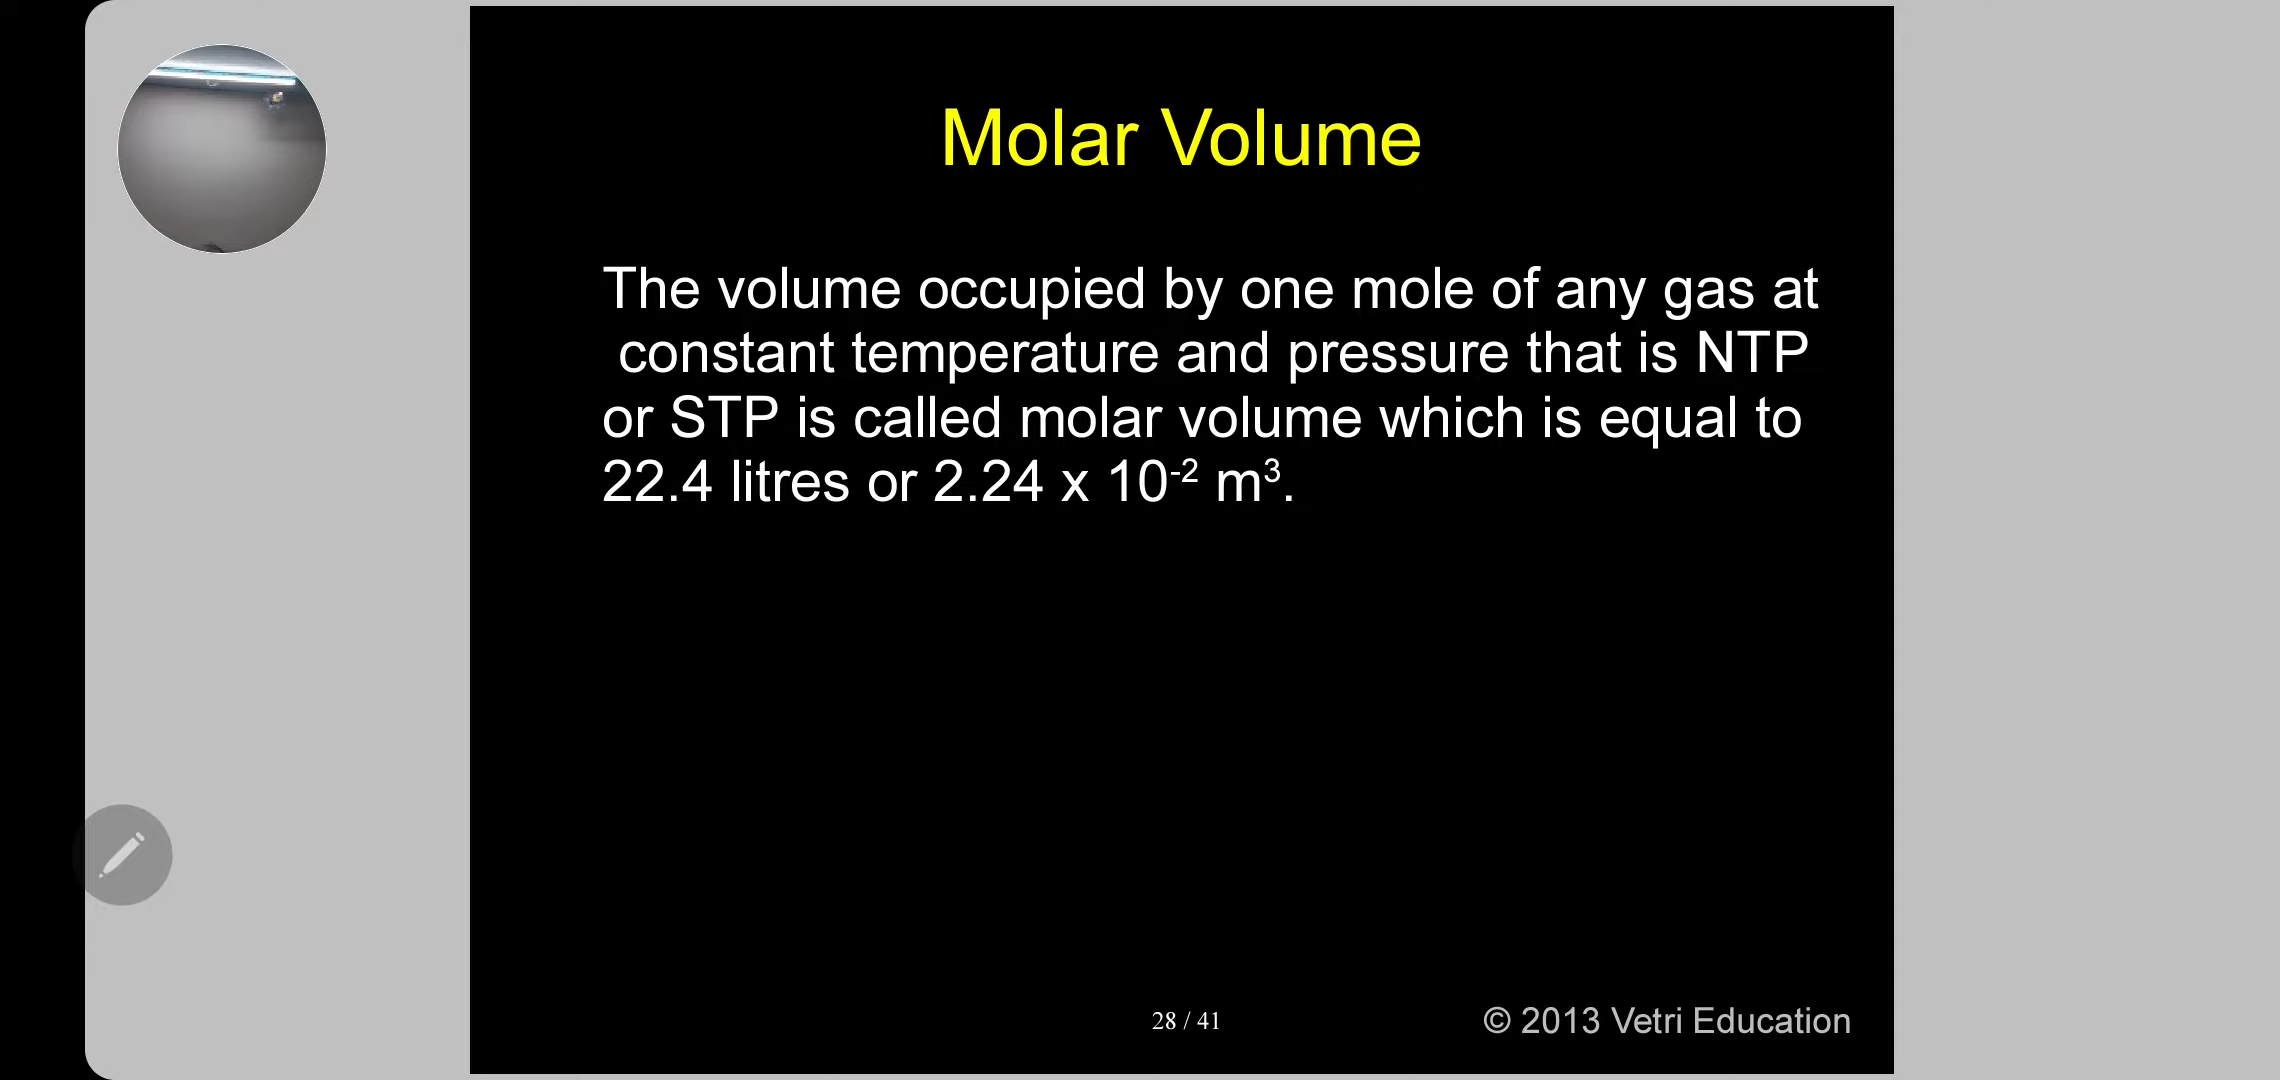 Molar Volume
The volume occupied by one mole of any gas at
constant temperature and pressure that is NTP
or STP is called molar volume which is equal to
22.4 litres or 2.24 x 10⁻² m³.
28 / 41
© 2013 Vetri Education